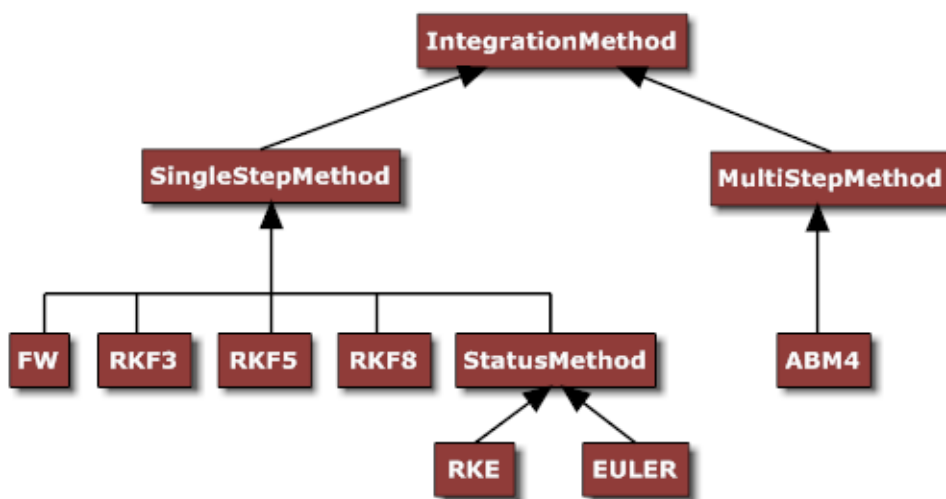 IntegrationMethod
SingleStepMethod
MultiStepMethod
FW
RKF3
RKF5
RKF8
StatusMethod
ABM4
RKE
EULER